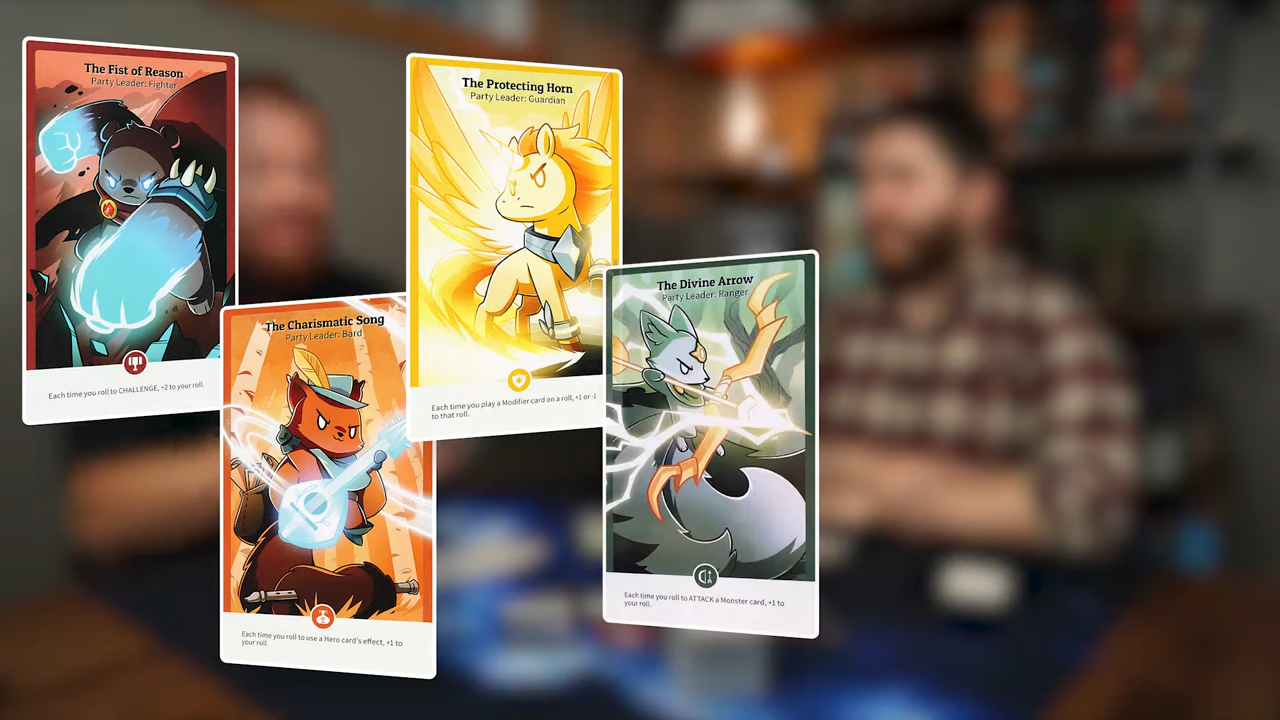 The Fist of Reason
Party Leader: Fighter
Each time you roll to CHALLENGE, +2 to your roll.
The Charismatic Song
Party Leader: Bard
Each time you roll to use a Hero card's effect, +1 to
your roll.
The Protecting Horn
Party Leader: Guardian
Each time you play a Modifier card on a roll, +1 or -1
to that roll.
The Divine Arrow
Party Leader: Ranger
Each time you roll to ATTACK a Monster card, +1 to
your roll.